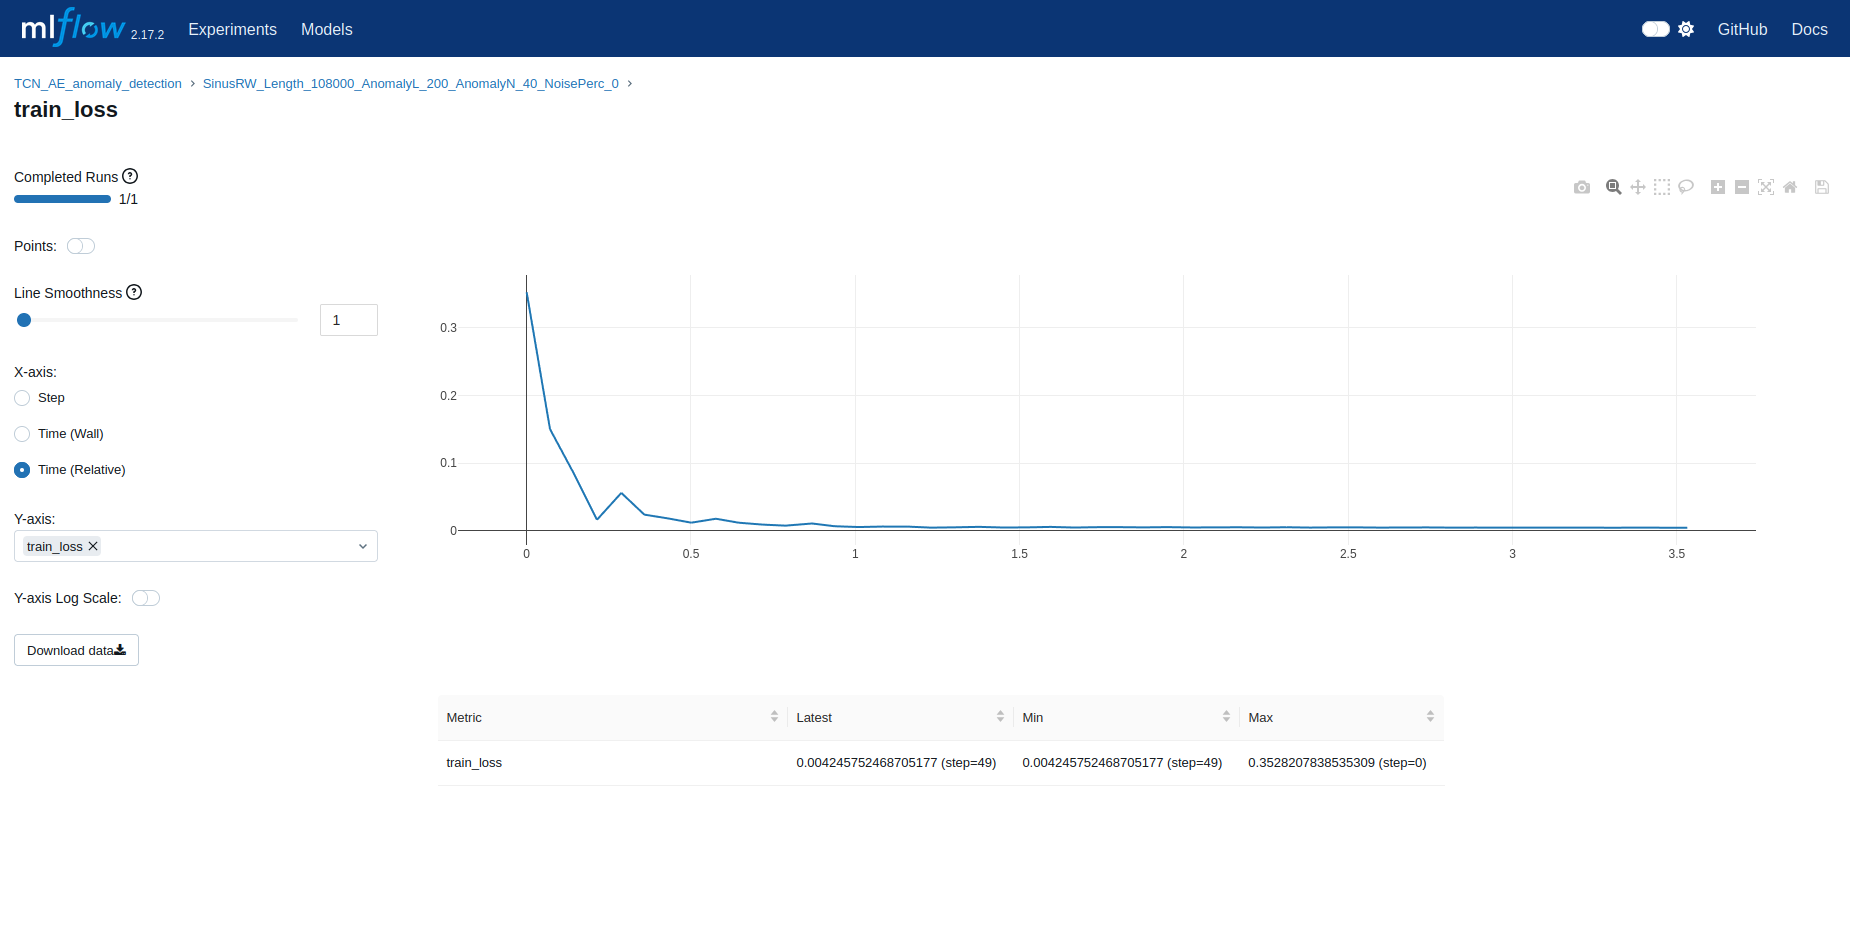 mlflow 2.17.2 Experiments Models GitHub Docs
TCN_AE_anomaly_detection › SinusRW_Length_108000_AnomalyL_200_AnomalyN_40_NoisePerc_0 ›
train_loss
Completed Runs ?
1/1
Points:
Line Smoothness ?
1
X-axis:
Step
Time (Wall)
Time (Relative)
Y-axis:
train_loss
Y-axis Log Scale:
Download data
0.3
0.2
0.1
0
0 0.5 1 1.5 2 2.5 3 3.5
Metric Latest Min Max
train_loss 0.004245752468705177 (step=49) 0.004245752468705177 (step=49) 0.3528207838535309 (step=0)